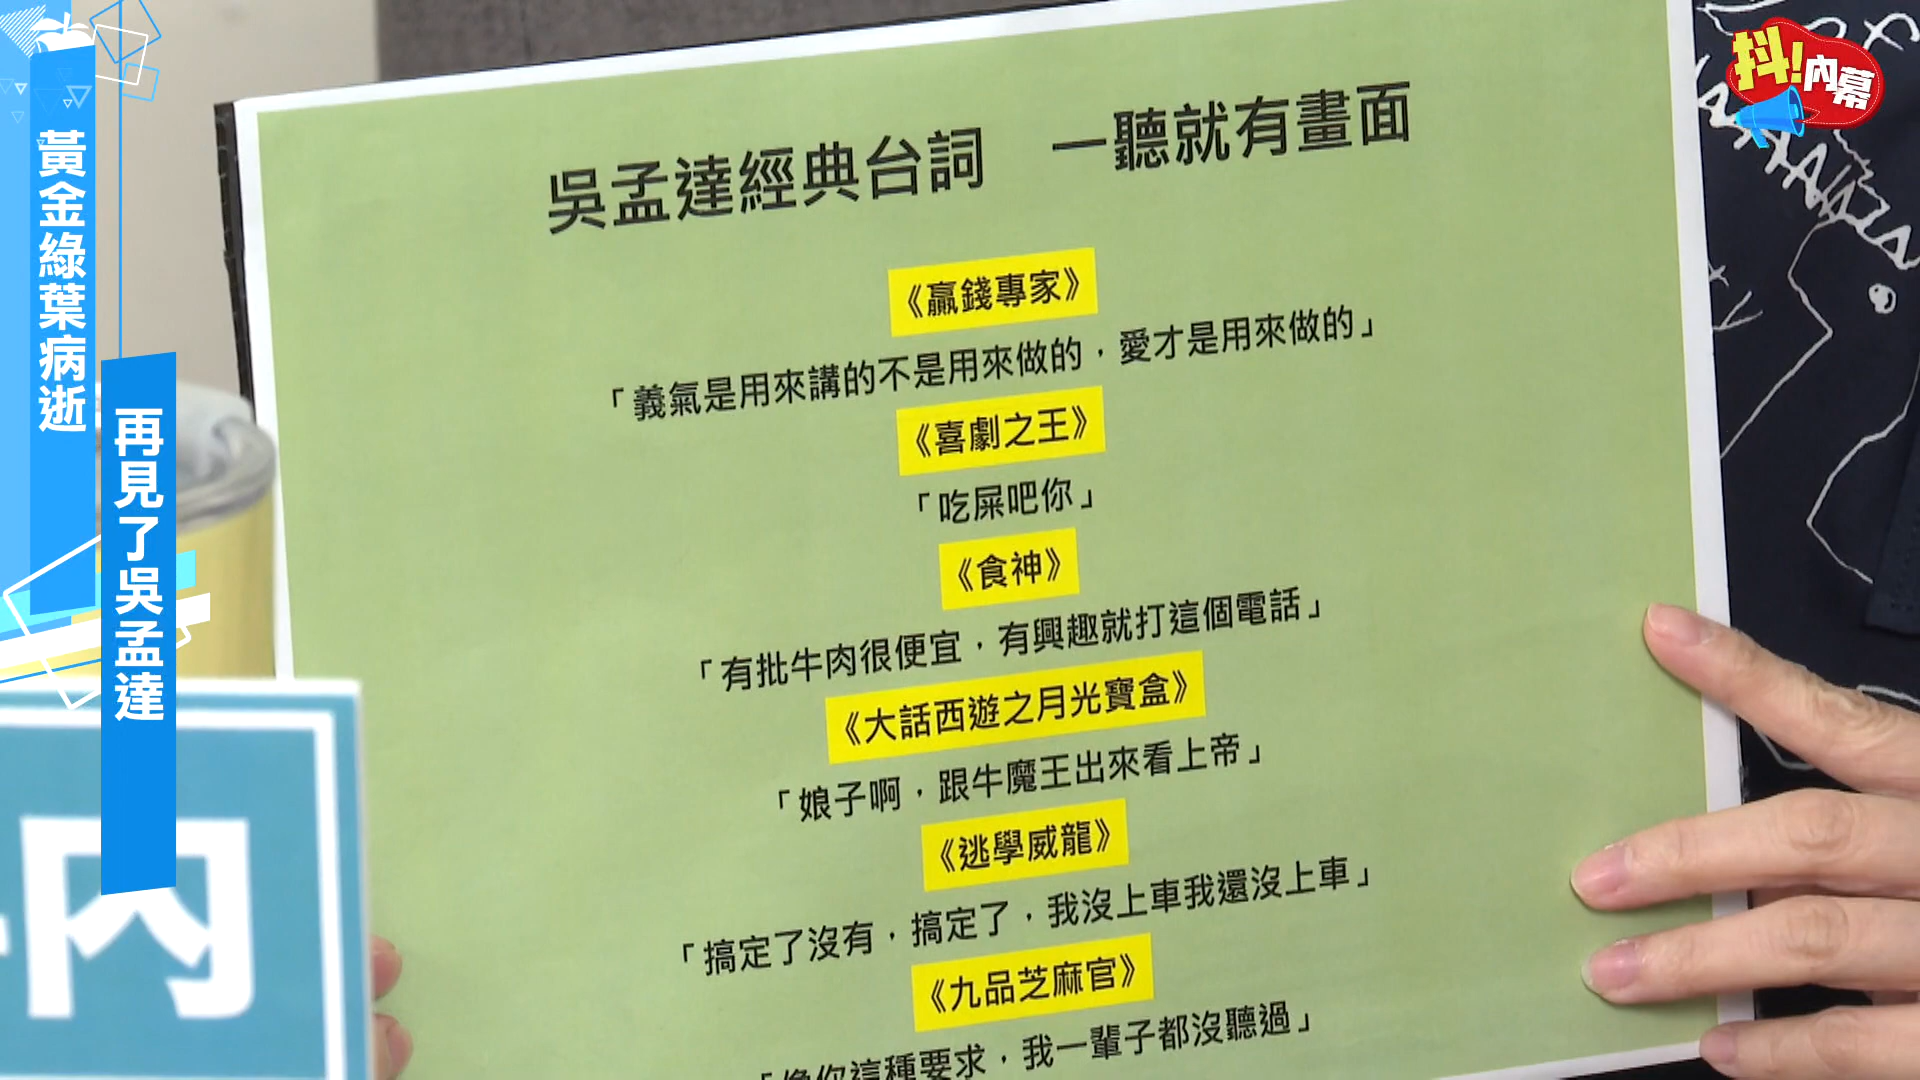 黃金綠葉病逝
再見了吳孟達
抖!內幕
吳孟達經典台詞 一聽就有畫面
《贏錢專家》
「義氣是用來講的不是用來做的,愛才是用來做的」
《喜劇之王》
「吃屎吧你」
《食神》
「有批牛肉很便宜,有興趣就打這個電話」
《大話西遊之月光寶盒》
「娘子啊,跟牛魔王出來看上帝」
《逃學威龍》
「搞定了沒有,搞定了,我沒上車我還沒上車」
《九品芝麻官》
「像你這種要求,我一輩子都沒聽過」
內